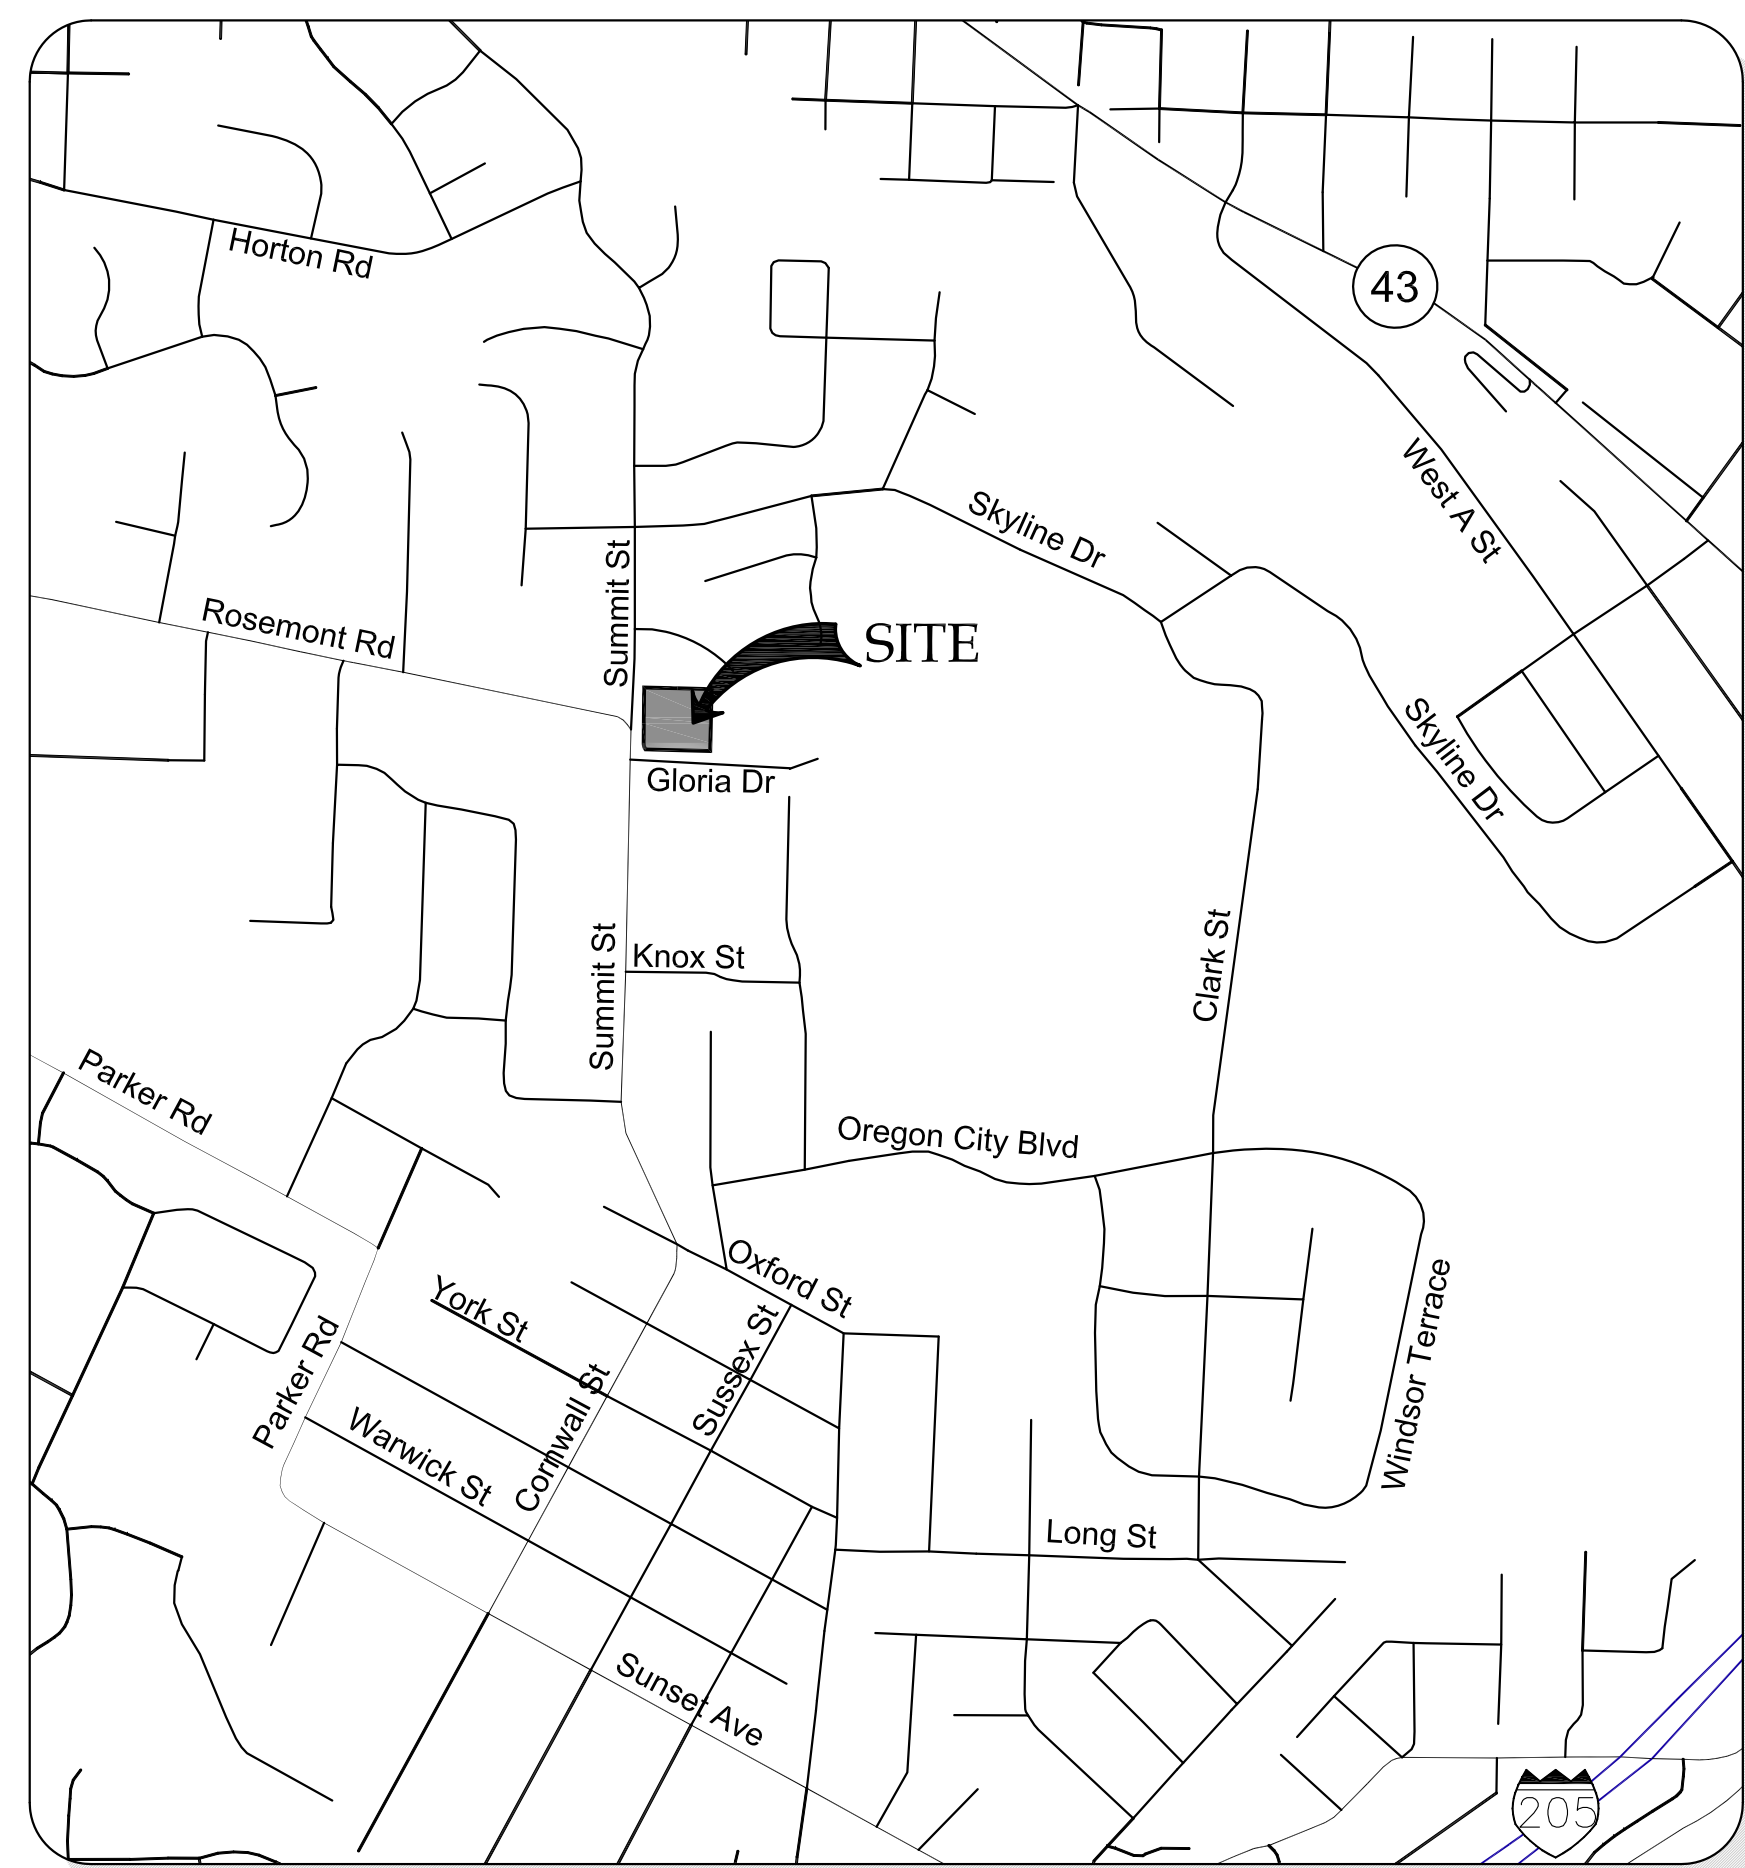 Horton Rd
43
West A St
Skyline Dr
Summit St
Rosemont Rd
SITE
Skyline Dr
Gloria Dr
Clark St
Summit St
Knox St
Parker Rd
Oregon City Blvd
Oxford St
York St
Sussex St
Windsor Terrace
Parker Rd
Cornwall St
Warwick St
Long St
Sunset Ave
205